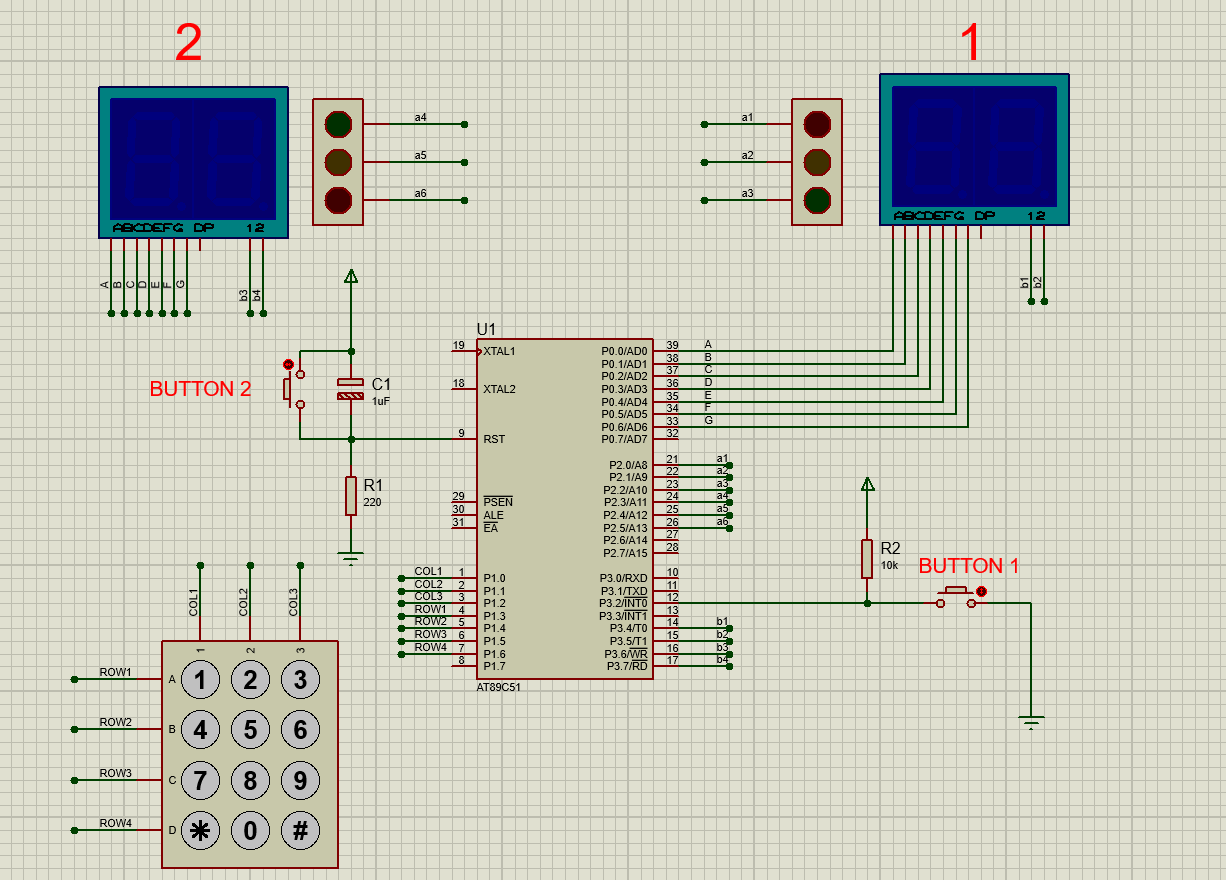 2
1
ABCDEFG DP 12
a4
a5
a6
a1
a2
a3
ABCDEFG DP 12
A
B
C
D
E
F
G
b3
b4
b1
b2
BUTTON 2
C1
1uF
R1
220
U1
19 XTAL1
18 XTAL2
9 RST
29 PSEN
30 ALE
31 EA
COL1 1 P1.0
COL2 2 P1.1
COL3 3 P1.2
ROW1 4 P1.3
ROW2 5 P1.4
ROW3 6 P1.5
ROW4 7 P1.6
8 P1.7
P0.0/AD0 39 A
P0.1/AD1 38 B
P0.2/AD2 37 C
P0.3/AD3 36 D
P0.4/AD4 35 E
P0.5/AD5 34 F
P0.6/AD6 33 G
P0.7/AD7 32
P2.0/A8 21 a1
P2.1/A9 22 a2
P2.2/A10 23 a3
P2.3/A11 24 a4
P2.4/A12 25 a5
P2.5/A13 26 a6
P2.6/A14 27
P2.7/A15 28
P3.0/RXD 10
P3.1/TXD 11
P3.2/INT0 12
P3.3/INT1 13
P3.4/T0 14 b1
P3.5/T1 15 b2
P3.6/WR 16 b3
P3.7/RD 17 b4
AT89C51
R2
10k
BUTTON 1
COL1
COL2
COL3
1 2 3
ROW1 A 1 2 3
ROW2 B 4 5 6
ROW3 C 7 8 9
ROW4 D * 0 #